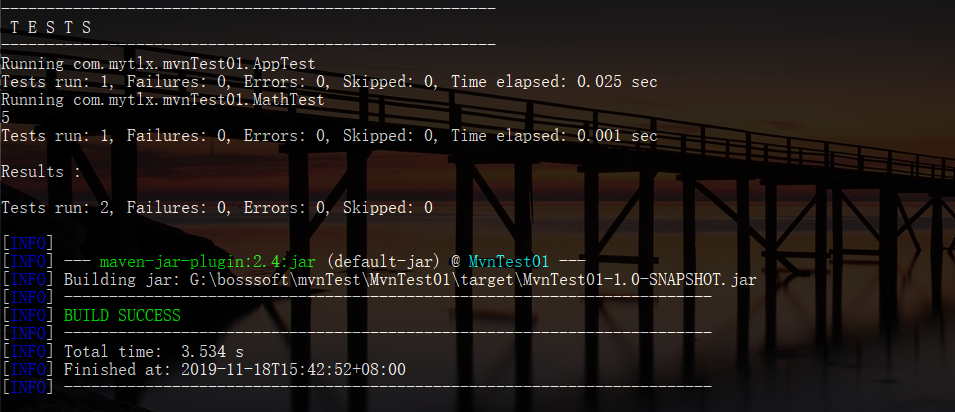 -------------------------------------------------------
 T E S T S
-------------------------------------------------------
Running com.mytlx.mvnTest01.AppTest
Tests run: 1, Failures: 0, Errors: 0, Skipped: 0, Time elapsed: 0.025 sec
Running com.mytlx.mvnTest01.MathTest
5
Tests run: 1, Failures: 0, Errors: 0, Skipped: 0, Time elapsed: 0.001 sec

Results :

Tests run: 2, Failures: 0, Errors: 0, Skipped: 0

[INFO]
[INFO] --- maven-jar-plugin:2.4:jar (default-jar) @ MvnTest01 ---
[INFO] Building jar: G:\bosssoft\mvnTest\MvnTest01\target\MvnTest01-1.0-SNAPSHOT.jar
[INFO] ------------------------------------------------------------------------
[INFO] BUILD SUCCESS
[INFO] ------------------------------------------------------------------------
[INFO] Total time:  3.534 s
[INFO] Finished at: 2019-11-18T15:42:52+08:00
[INFO] ------------------------------------------------------------------------